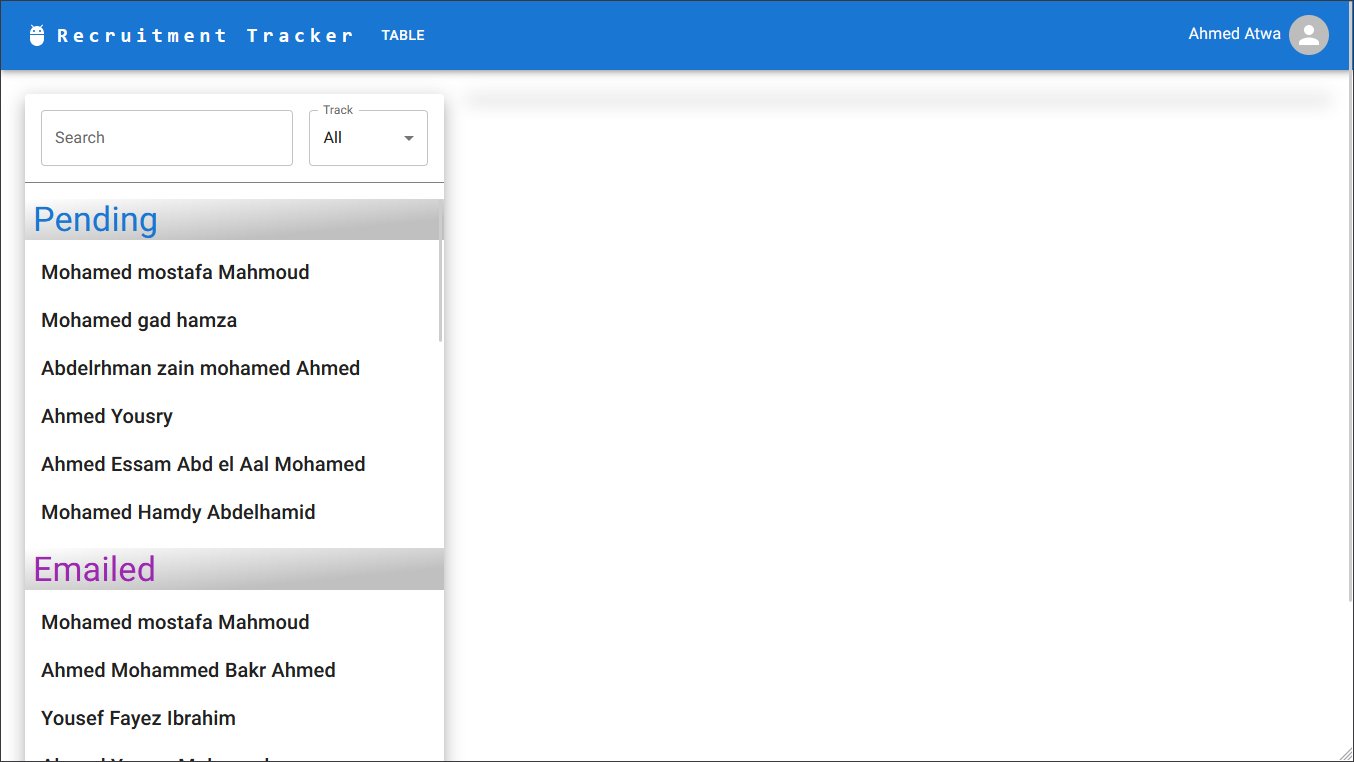 Recruitment Tracker TABLE Ahmed Atwa
Search
Track
All
Pending
Mohamed mostafa Mahmoud
Mohamed gad hamza
Abdelrhman zain mohamed Ahmed
Ahmed Yousry
Ahmed Essam Abd el Aal Mohamed
Mohamed Hamdy Abdelhamid
Emailed
Mohamed mostafa Mahmoud
Ahmed Mohammed Bakr Ahmed
Yousef Fayez Ibrahim